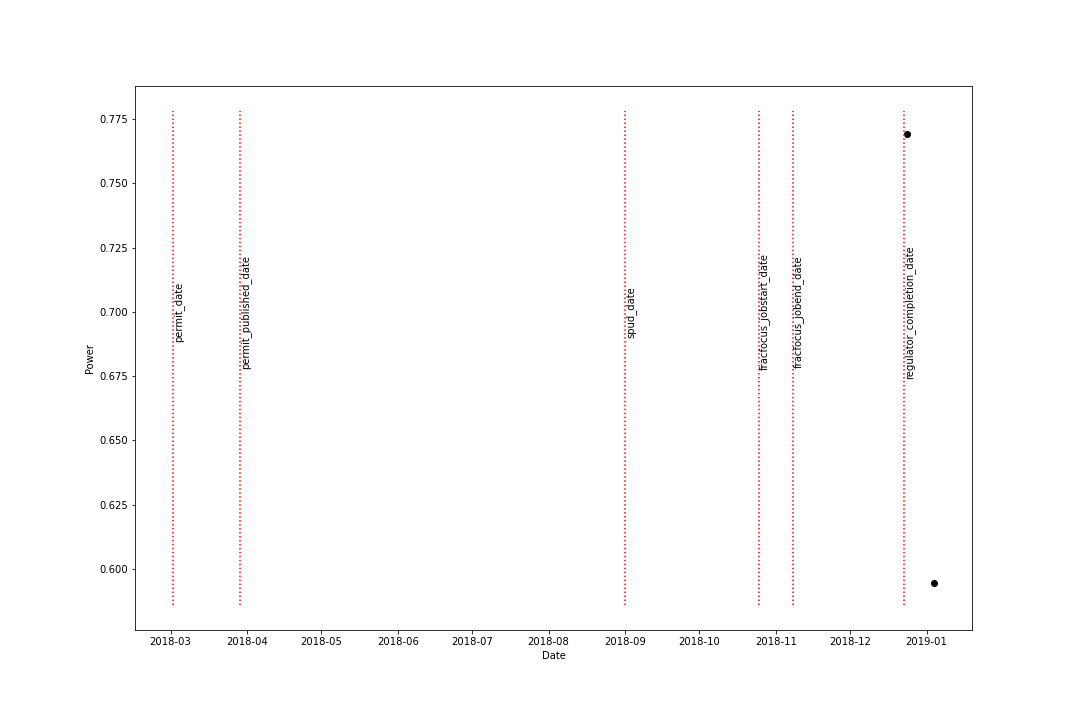 0.775
0.750
0.725
0.700
0.675
0.650
0.625
0.600
Power
permit_date
permit_published_date
spud_date
fracfocus_jobstart_date
fracfocus_jobend_date
regulator_completion_date
2018-03 2018-04 2018-05 2018-06 2018-07 2018-08 2018-09 2018-10 2018-11 2018-12 2019-01
Date